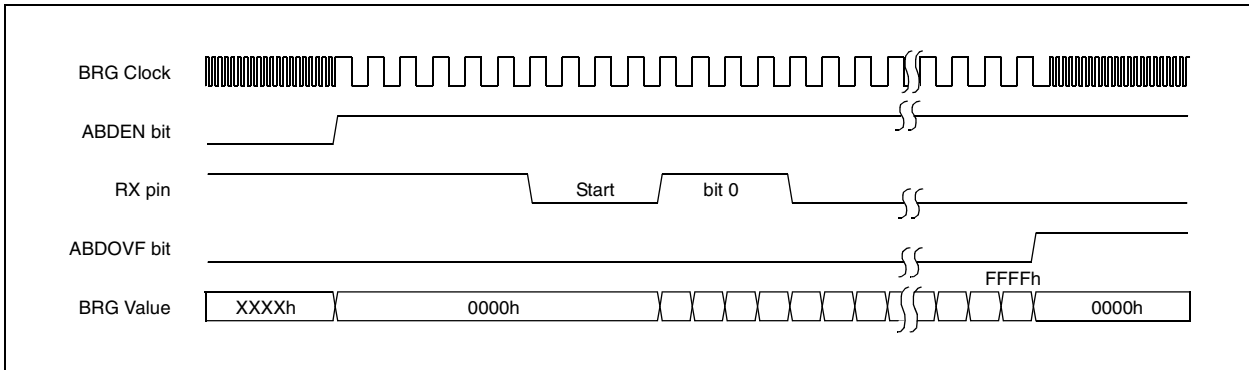 BRG Clock
ABDEN bit
RX pin
Start
bit 0
ABDOVF bit
FFFFh
BRG Value
XXXXh
0000h
0000h